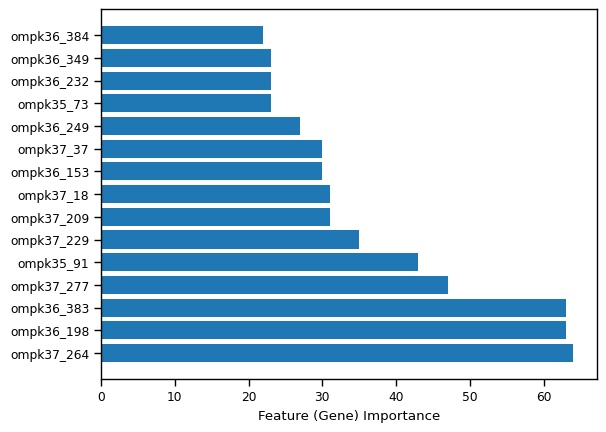 ompk36_384
ompk36_349
ompk36_232
ompk35_73
ompk36_249
ompk37_37
ompk36_153
ompk37_18
ompk37_209
ompk37_229
ompk35_91
ompk37_277
ompk36_383
ompk36_198
ompk37_264
0 10 20 30 40 50 60
Feature (Gene) Importance